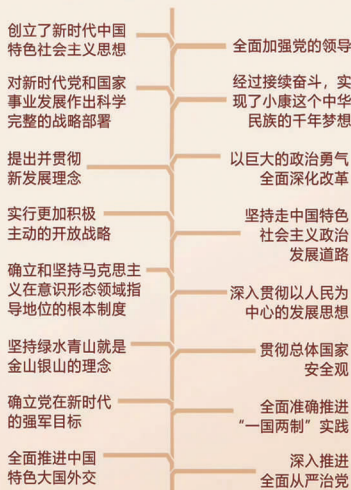 创立了新时代中国
特色社会主义思想
全面加强党的领导
对新时代党和国家
事业发展作出科学
完整的战略部署
经过接续奋斗，实
现了小康这个中华
民族的千年梦想
提出并贯彻
新发展理念
以巨大的政治勇气
全面深化改革
实行更加积极
主动的开放战略
坚持走中国特色
社会主义政治
发展道路
确立和坚持马克思主
义在意识形态领域指
导地位的根本制度
深入贯彻以人民为
中心的发展思想
坚持绿水青山就是
金山银山的理念
贯彻总体国家
安全观
确立党在新时代
的强军目标
全面准确推进
“一国两制”实践
全面推进中国
特色大国外交
深入推进
全面从严治党